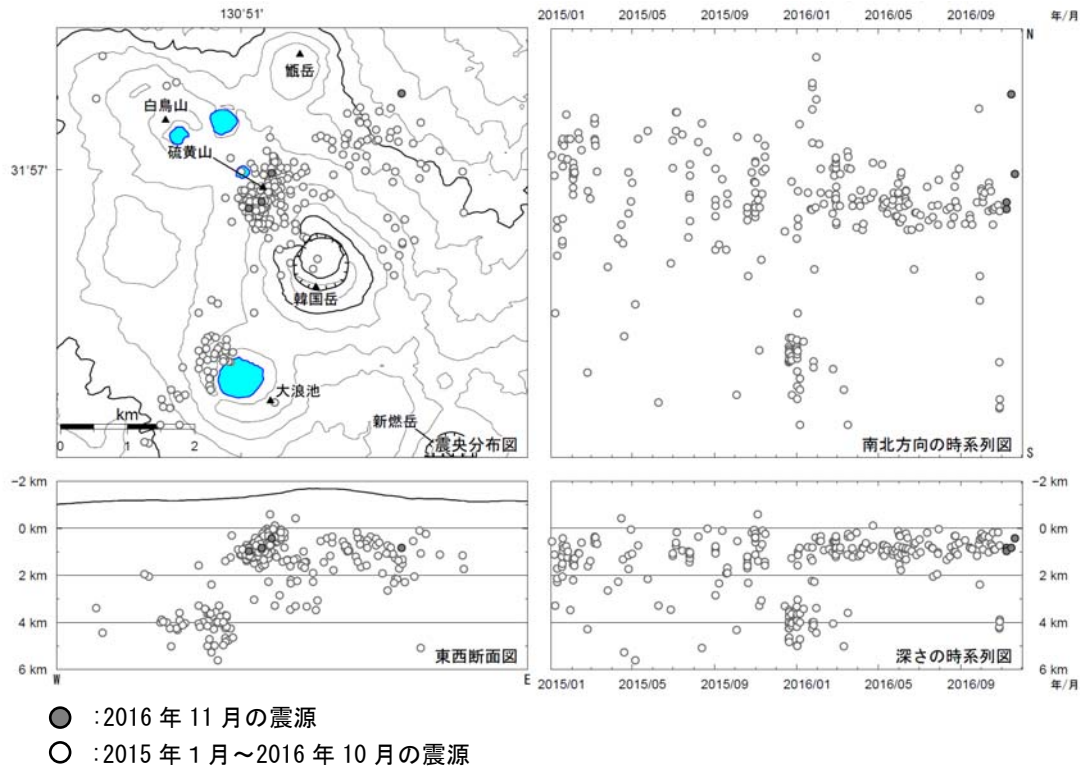 130°51'
31°57'
甑岳
白鳥山
硫黄山
韓国岳
大浪池
新燃岳
km
0 1 2
震央分布図
2015/01 2015/05 2015/09 2016/01 2016/05 2016/09 年/月
N
S
南北方向の時系列図
-2 km
0 km
2 km
4 km
6 km
W E
東西断面図
-2 km
0 km
2 km
4 km
6 km
深さの時系列図
2015/01 2015/05 2015/09 2016/01 2016/05 2016/09 年/月
:2016 年 11 月の震源
:2015 年 1 月～2016 年 10 月の震源